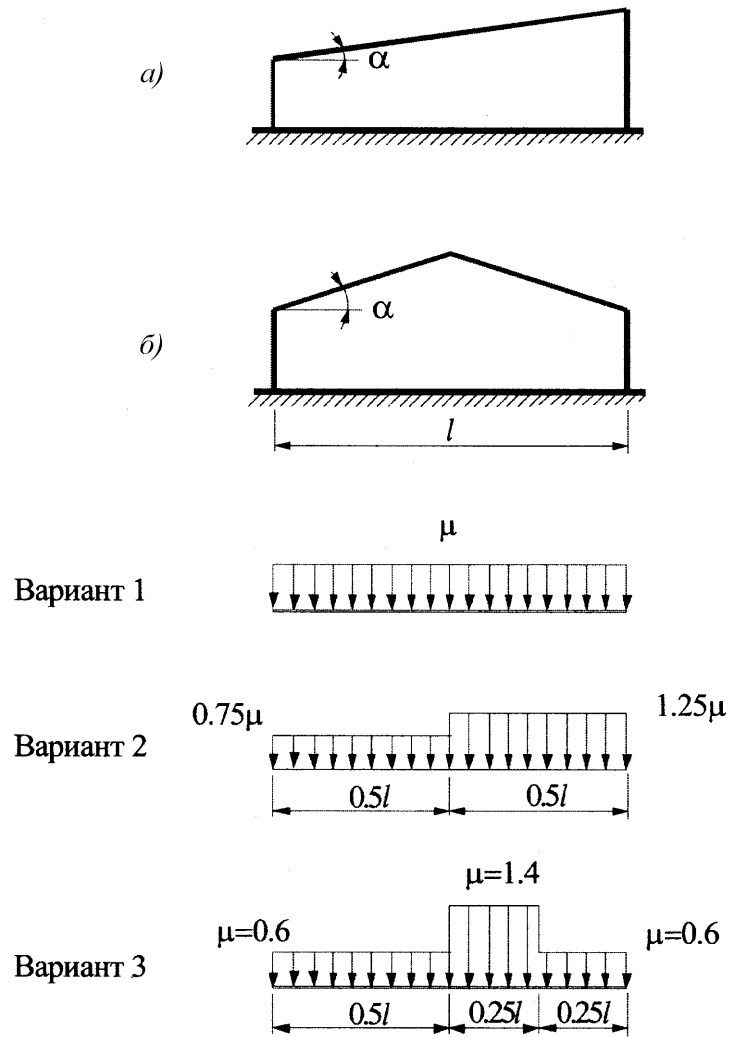 а)
α
б)
α
l
μ
Вариант 1
0.75μ
1.25μ
Вариант 2
0.5l
0.5l
μ=1.4
μ=0.6
μ=0.6
Вариант 3
0.5l
0.25l
0.25l